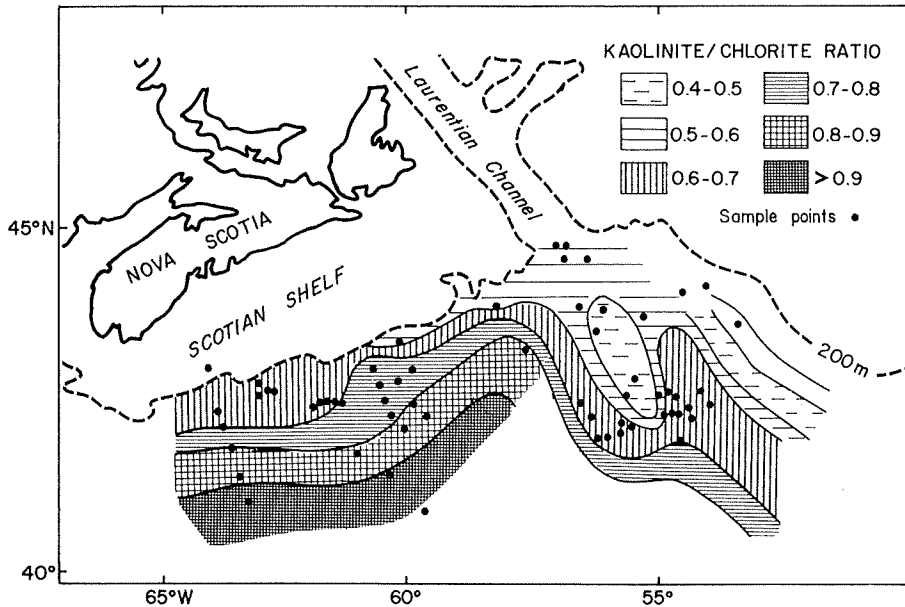 KAOLINITE/CHLORITE RATIO
0.4-0.5
0.7-0.8
0.5-0.6
0.8-0.9
0.6-0.7
>0.9
Sample points
Laurentian Channel
45°N
NOVA SCOTIA
SCOTIAN SHELF
200m
40°
65°W
60°
55°